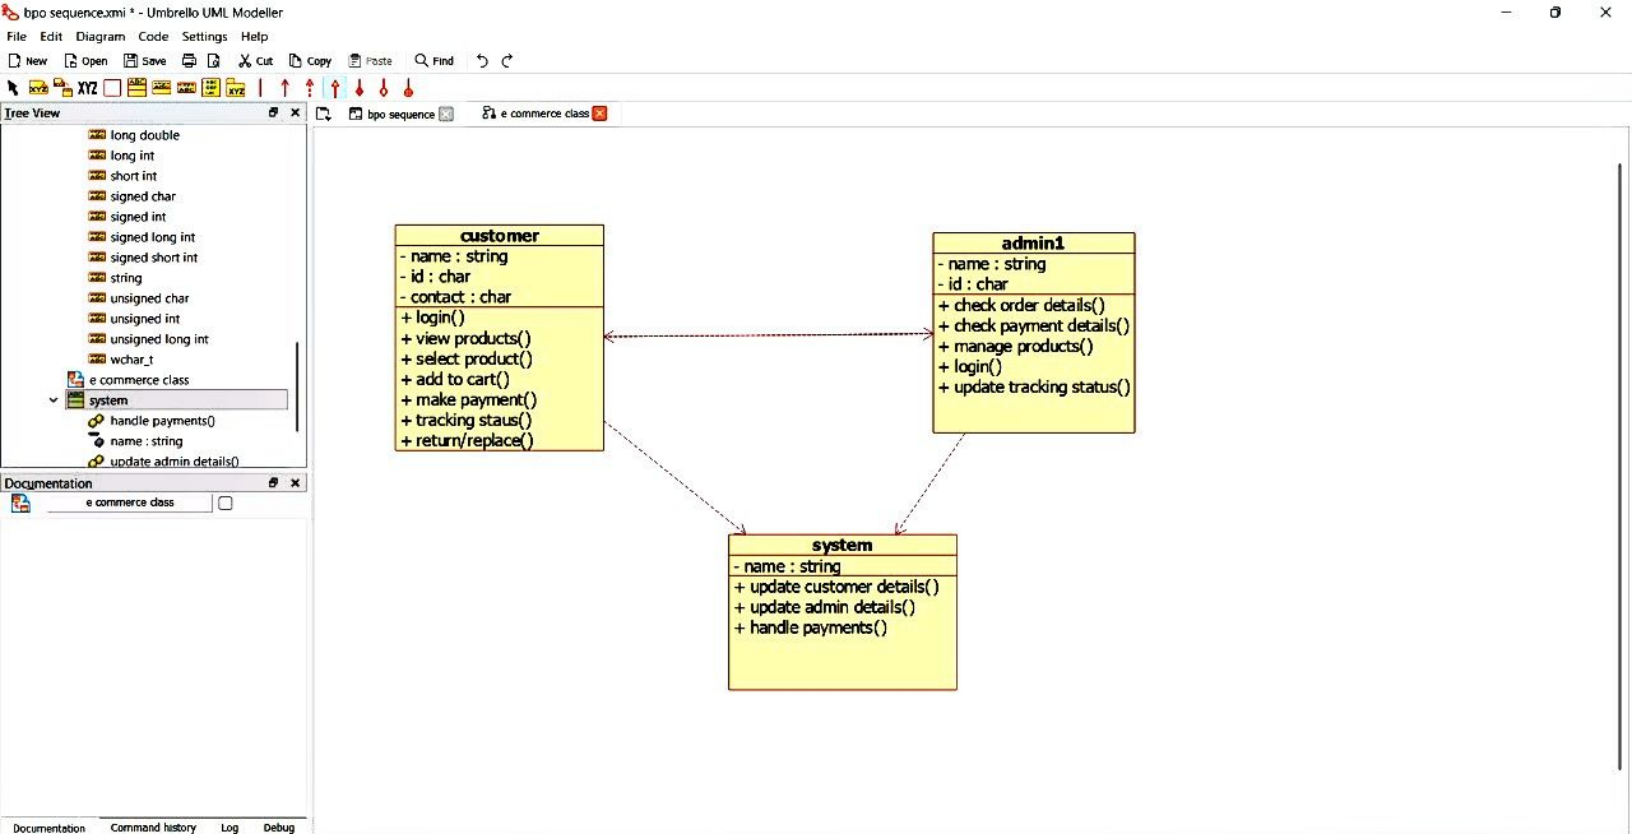 bpo sequence.xmi * - Umbrello UML Modeller
File Edit Diagram Code Settings Help
New Open Save Cut Copy Paste Find
XYZ
Tree View
bpo sequence
e commerce class
long double
long int
short int
signed char
signed int
signed long int
signed short int
string
unsigned char
unsigned int
unsigned long int
wchar_t
e commerce class
system
handle payments()
name : string
update admin details()
Documentation
e commerce class
Documentation Command history Log Debug
customer
- name : string
- id : char
- contact : char
+ login()
+ view products()
+ select product()
+ add to cart()
+ make payment()
+ tracking staus()
+ return/replace()
admin1
- name : string
- id : char
+ check order details()
+ check payment details()
+ manage products()
+ login()
+ update tracking status()
system
- name : string
+ update customer details()
+ update admin details()
+ handle payments()